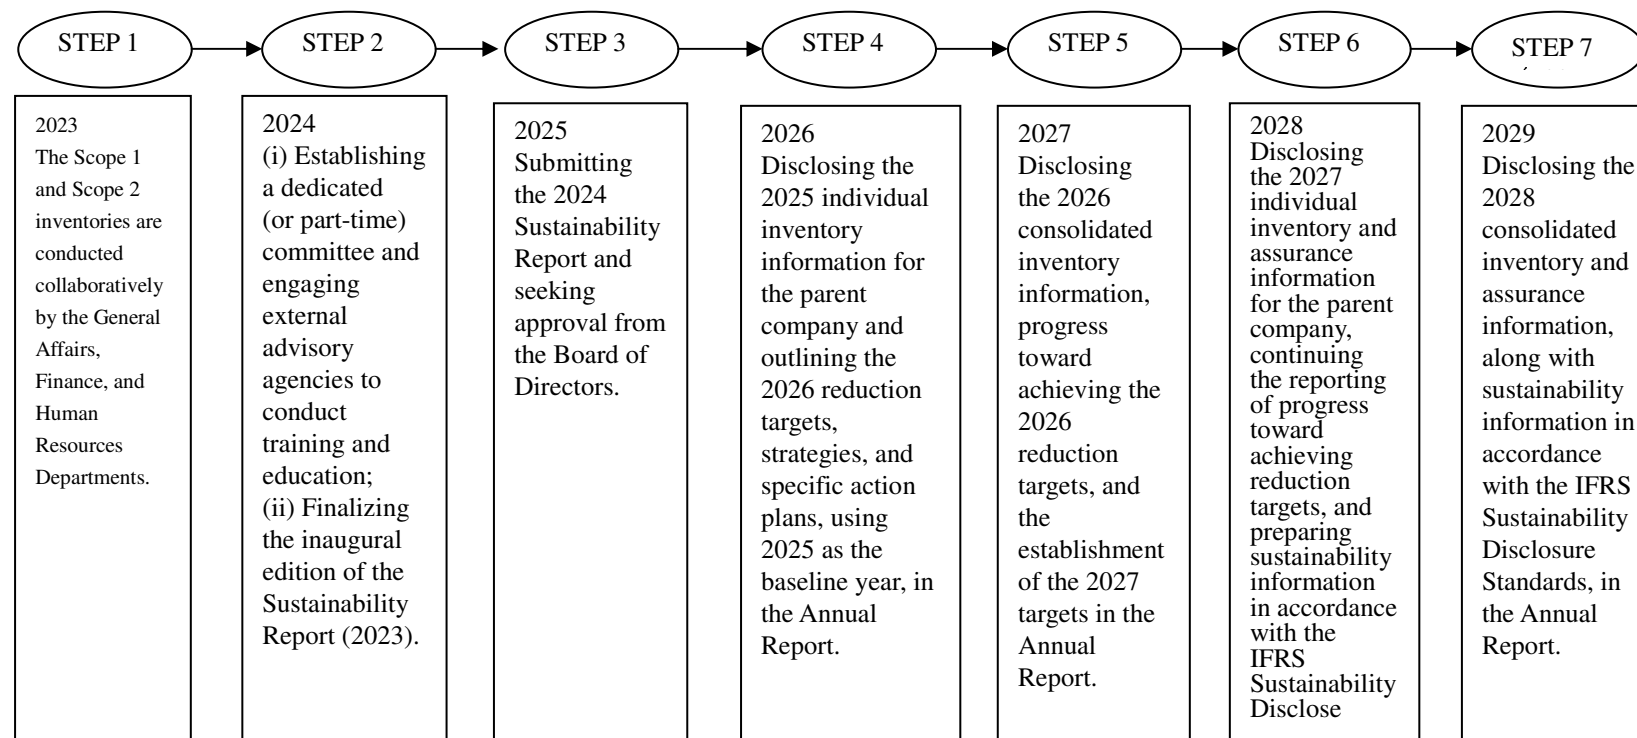 STEP 1
STEP 2
STEP 3
STEP 4
STEP 5
STEP 6
STEP 7
2023
The Scope 1
and Scope 2
inventories are
conducted
collaboratively
by the General
Affairs,
Finance, and
Human
Resources
Departments.
2024
(i) Establishing
a dedicated
(or part-time)
committee and
engaging
external
advisory
agencies to
conduct
training and
education;
(ii) Finalizing
the inaugural
edition of the
Sustainability
Report (2023).
2025
Submitting
the 2024
Sustainability
Report and
seeking
approval from
the Board of
Directors.
2026
Disclosing the
2025 individual
inventory
information for
the parent
company and
outlining the
2026 reduction
targets,
strategies, and
specific action
plans, using
2025 as the
baseline year, in
the Annual
Report.
2027
Disclosing
the 2026
consolidated
inventory
information,
progress
toward
achieving the
2026
reduction
targets, and
the
establishment
of the 2027
targets in the
Annual
Report.
2028
Disclosing
the 2027
individual
inventory and
assurance
information
for the parent
company,
continuing
the reporting
of progress
toward
achieving
reduction
targets, and
preparing
sustainability
information
in accordance
with the
IFRS
Sustainability
Disclose
2029
Disclosing the
2028
consolidated
inventory and
assurance
information,
along with
sustainability
information in
accordance
with the IFRS
Sustainability
Disclosure
Standards, in
the Annual
Report.